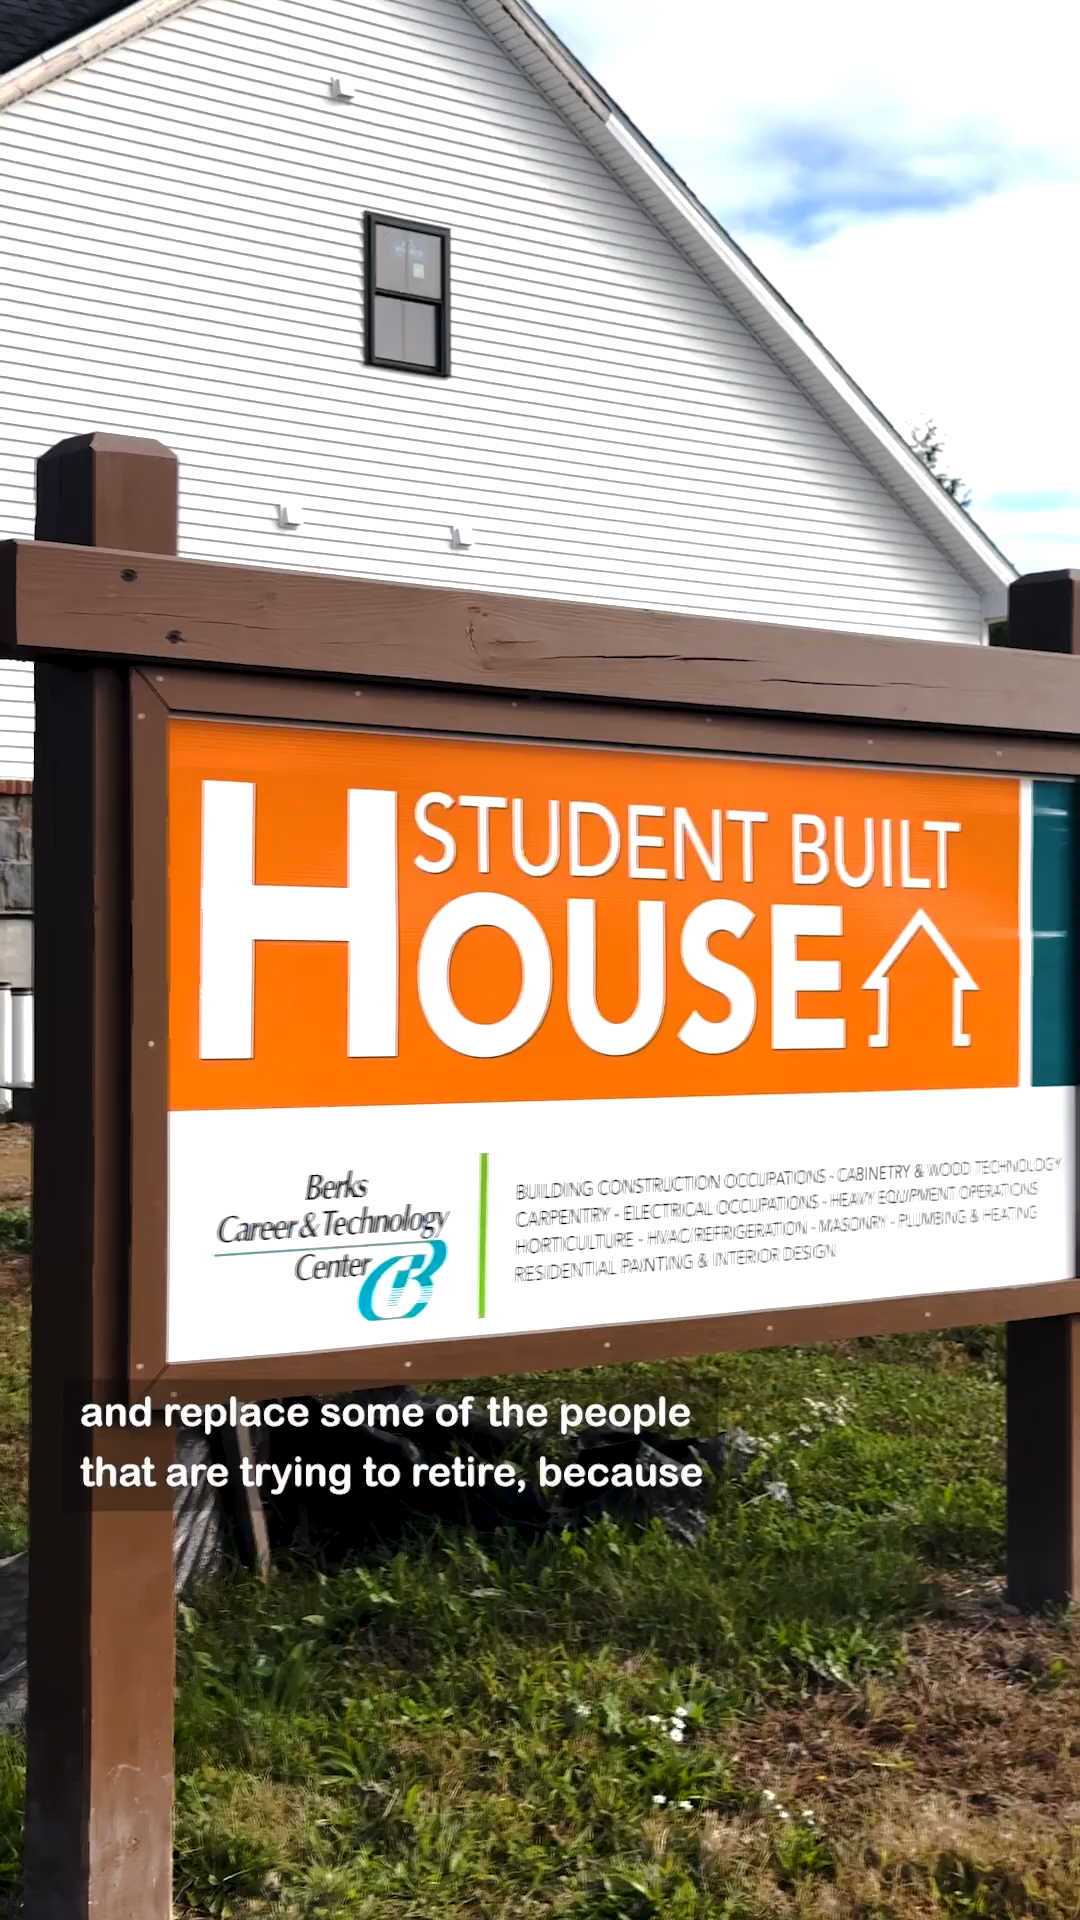 STUDENT BUILT
HOUSE
Berks
Career & Technology
Center
BUILDING CONSTRUCTION OCCUPATIONS - CABINETRY & WOOD TECHNOLOGY
CARPENTRY - ELECTRICAL OCCUPATIONS - HEAVY EQUIPMENT OPERATIONS
HORTICULTURE - HVAC/REFRIGERATION - MASONRY - PLUMBING & HEATING
RESIDENTIAL PAINTING & INTERIOR DESIGN
and replace some of the people
that are trying to retire, because